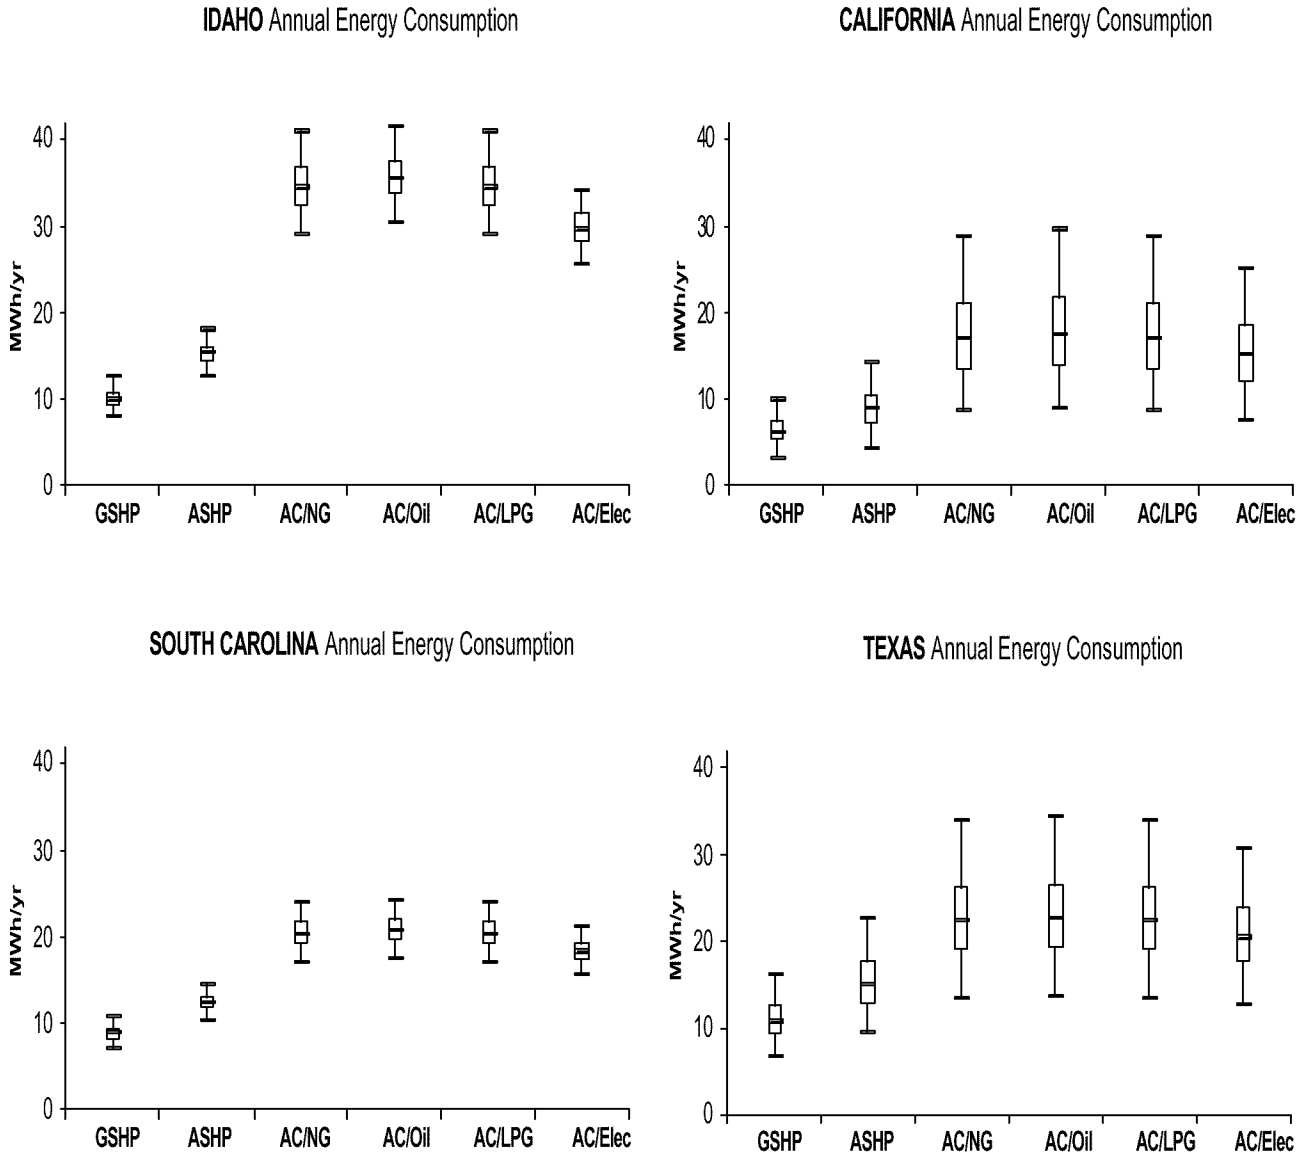 IDAHO Annual Energy Consumption
40
30
20
10
0
MWh/yr
GSHP ASHP AC/NG AC/Oil AC/LPG AC/Elec
CALIFORNIA Annual Energy Consumption
40
30
20
10
0
MWh/yr
GSHP ASHP AC/NG AC/Oil AC/LPG AC/Elec
SOUTH CAROLINA Annual Energy Consumption
40
30
20
10
0
MWh/yr
GSHP ASHP AC/NG AC/Oil AC/LPG AC/Elec
TEXAS Annual Energy Consumption
40
30
20
10
0
MWh/yr
GSHP ASHP AC/NG AC/Oil AC/LPG AC/Elec